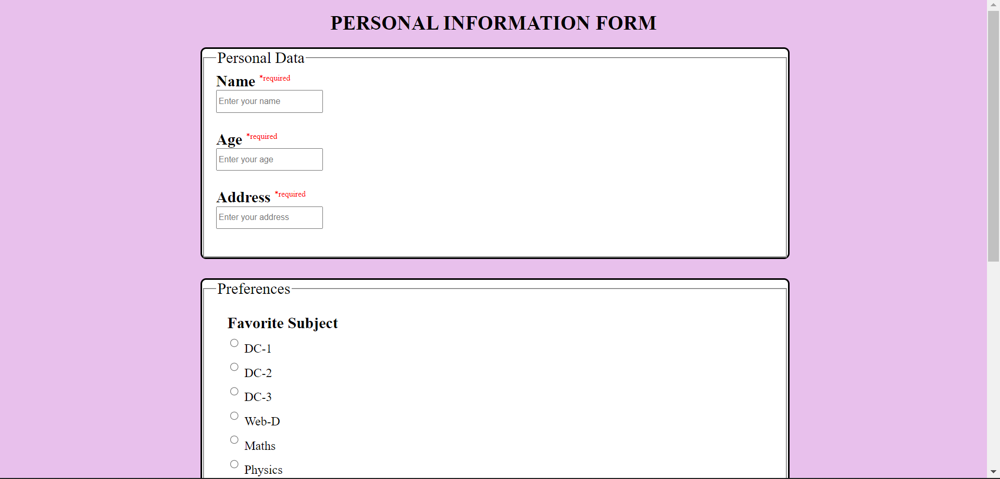 PERSONAL INFORMATION FORM
Personal Data
Name *required
Enter your name
Age *required
Enter your age
Address *required
Enter your address
Preferences
Favorite Subject
DC-1
DC-2
DC-3
Web-D
Maths
Physics